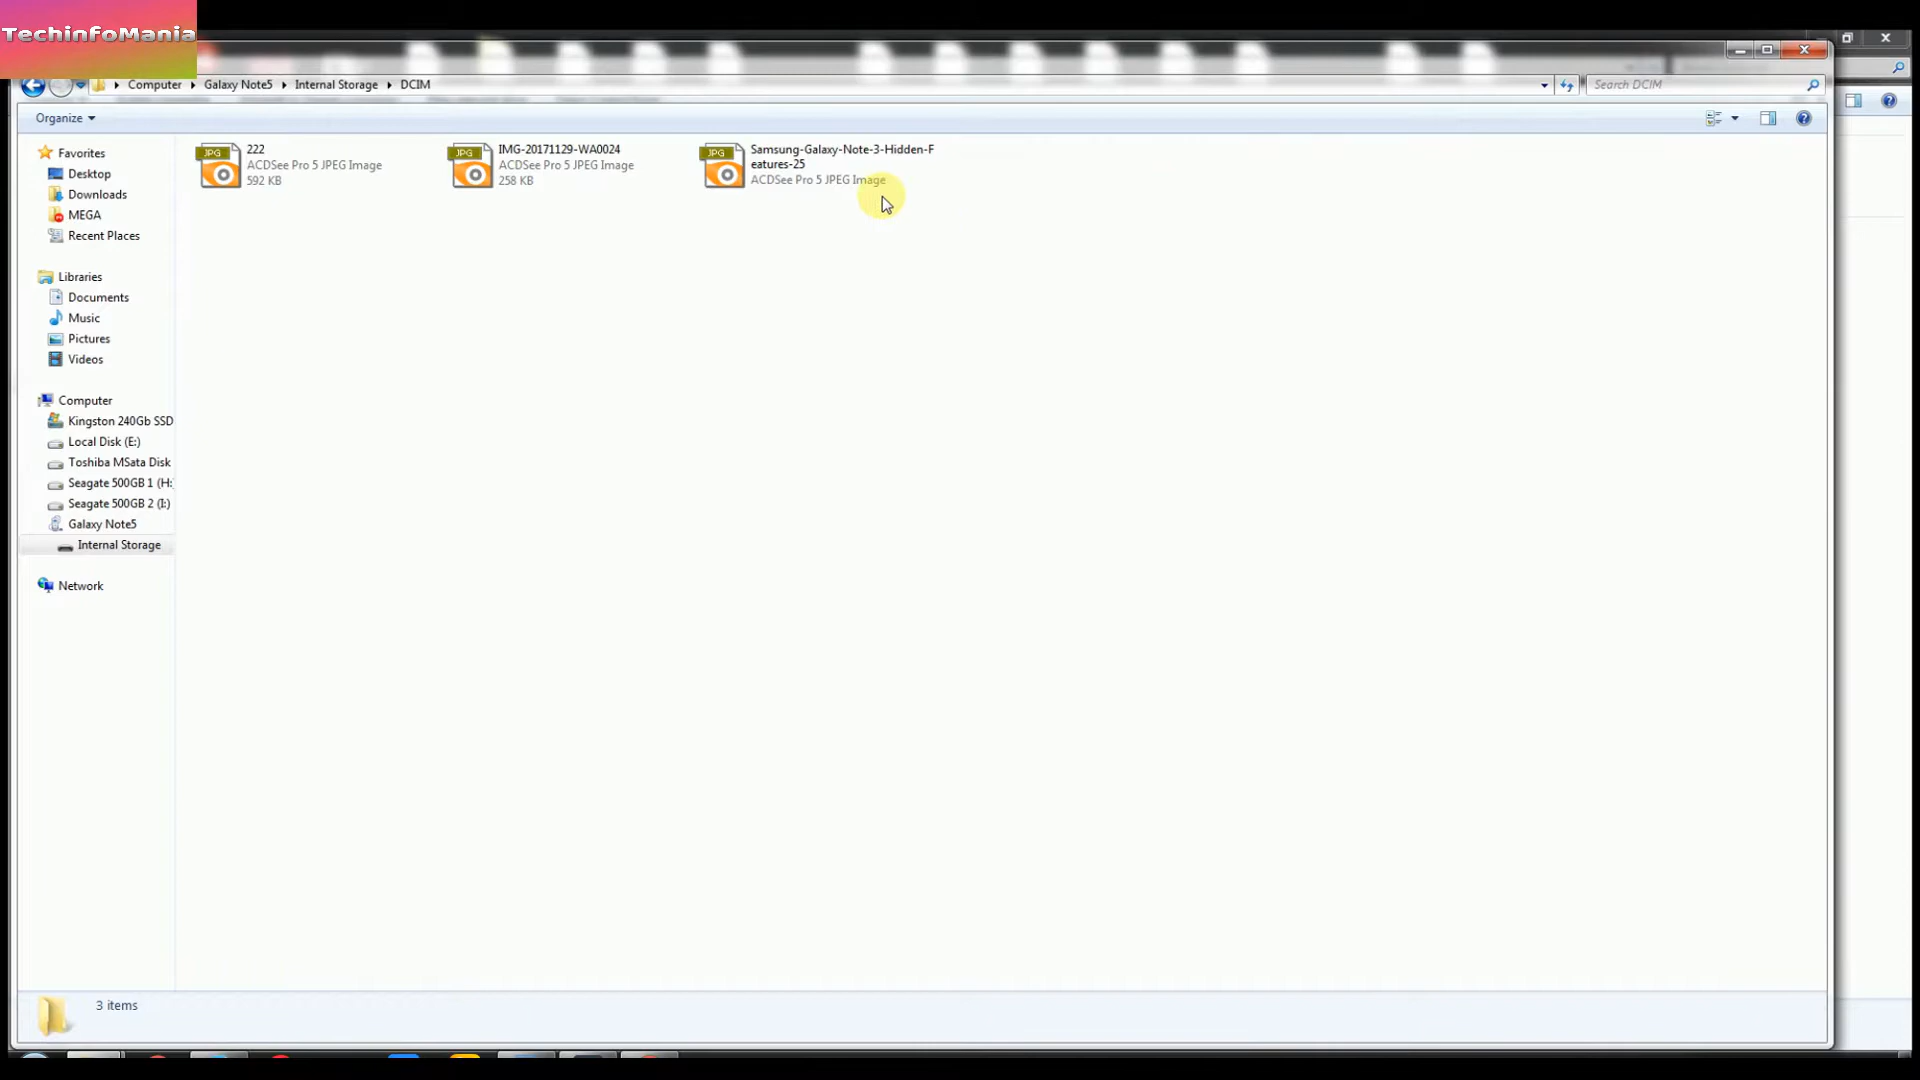 TechinfoMania
Computer Galaxy Note5 Internal Storage DCIM
Search DCIM
Organize
Favorites
Desktop
Downloads
MEGA
Recent Places
Libraries
Documents
Music
Pictures
Videos
Computer
Kingston 240Gb SSD
Local Disk (E:)
Toshiba MSata Disk
Seagate 500GB 1 (H:
Seagate 500GB 2 (I:)
Galaxy Note5
Internal Storage
Network
JPG
222
ACDSee Pro 5 JPEG Image
592 KB
JPG
IMG-20171129-WA0024
ACDSee Pro 5 JPEG Image
258 KB
JPG
Samsung-Galaxy-Note-3-Hidden-F
eatures-25
ACDSee Pro 5 JPEG Image
3 items